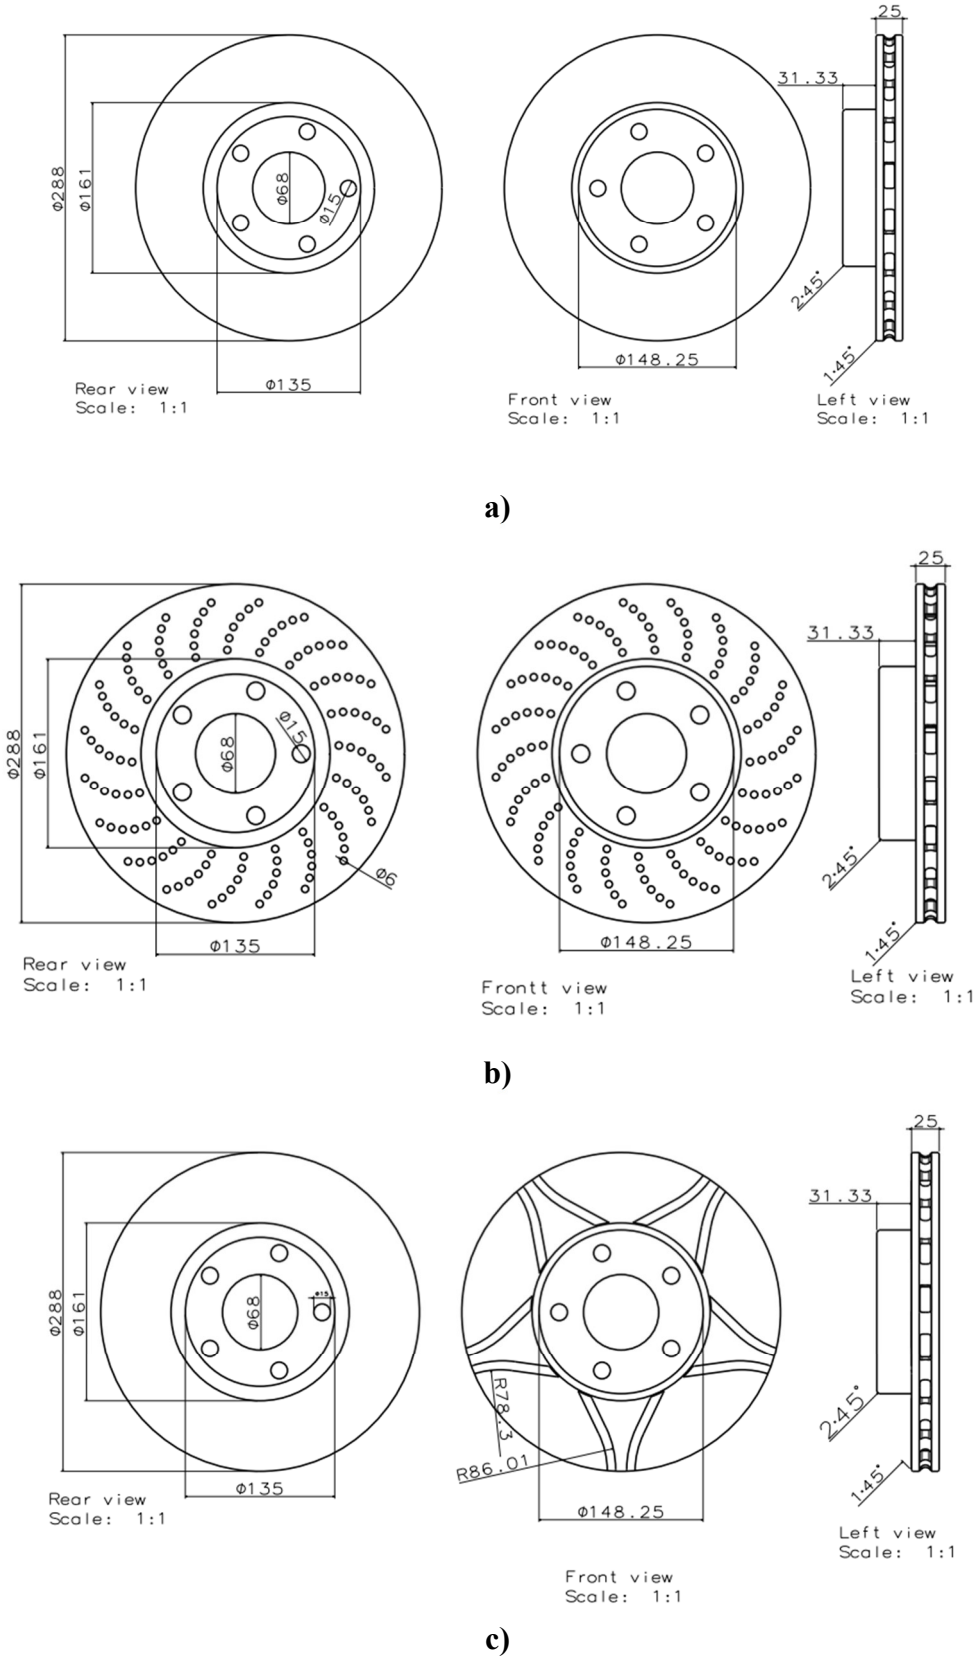 25
31.33
Φ288
Φ161
Φ68
Φ15
2·45°
1·45°
Φ148.25
Φ135
Rear view
Scale: 1:1
Front view
Scale: 1:1
Left view
Scale: 1:1
a)
25
31.33
Φ288
Φ161
Φ68
Φ15
Φ6
2·45°
1·45°
Φ135
Φ148.25
Rear view
Scale: 1:1
Frontt view
Scale: 1:1
Left view
Scale: 1:1
b)
25
31.33
Φ288
Φ161
Φ68
Φ15
R78.3
R86.01
2·45°
1·45°
Φ135
Φ148.25
Rear view
Scale: 1:1
Front view
Scale: 1:1
Left view
Scale: 1:1
c)